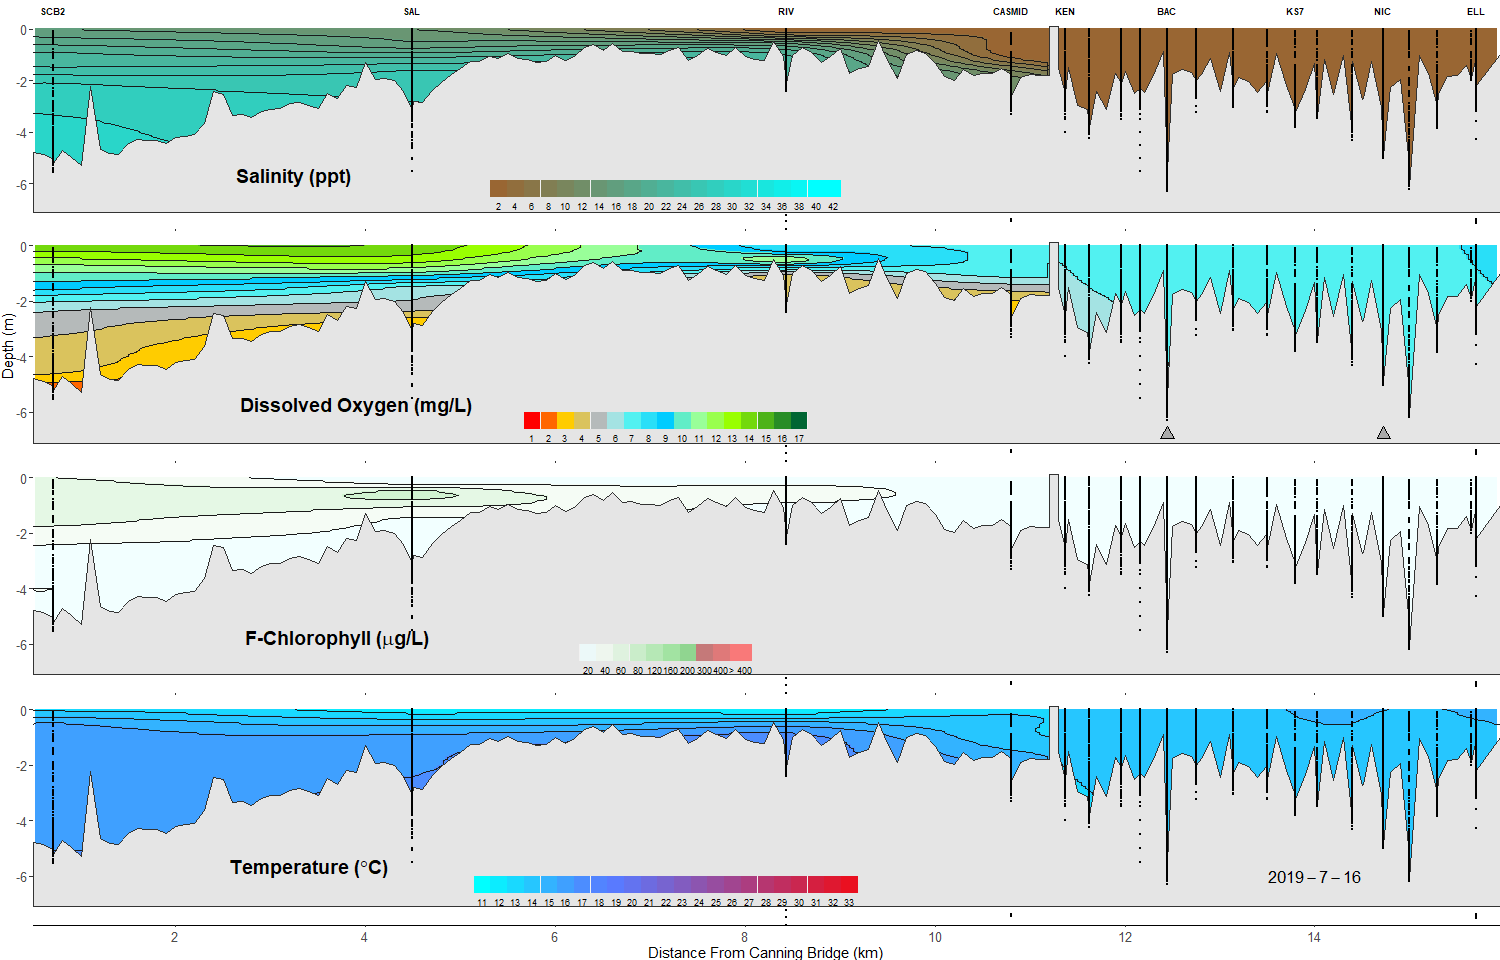 SCB2 SAL RIV CASMID KEN BAC KS7 NIC ELL
0
-2
-4
-6
Salinity (ppt)
2 4 6 8 10 12 14 16 18 20 22 24 26 28 30 32 34 36 38 40 42
0
-2
-4
-6
Depth (m)
Dissolved Oxygen (mg/L)
1 2 3 4 5 6 7 8 9 10 11 12 13 14 15 16 17
0
-2
-4
-6
F-Chlorophyll (µg/L)
20 40 60 80 120 160 200 300 400 > 400
0
-2
-4
-6
Temperature (°C)
11 12 13 14 15 16 17 18 19 20 21 22 23 24 25 26 27 28 29 30 31 32 33
2019 – 7 – 16
2 4 6 8 10 12 14
Distance From Canning Bridge (km)